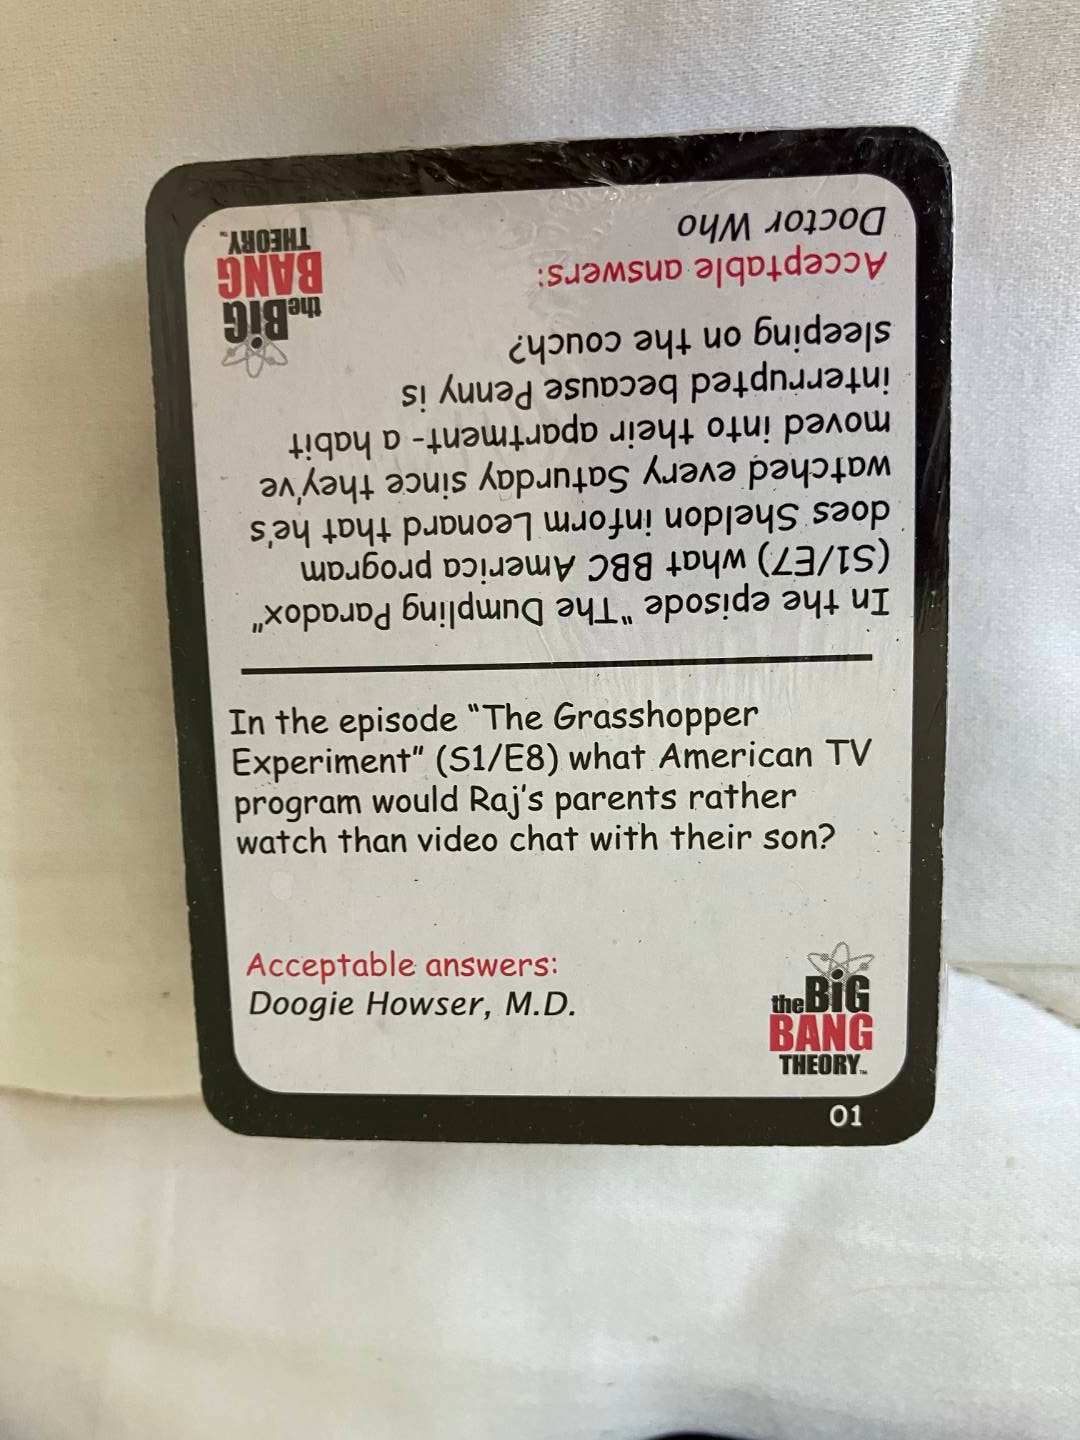 In the episode "The Dumpling Paradox"
(S1/E7) what BBC America program
does Sheldon inform Leonard that he's
watched every Saturday since they've
moved into their apartment- a habit
interrupted because Penny is
sleeping on the couch?
Acceptable answers:
Doctor Who
the BIG
BANG
THEORY™
In the episode "The Grasshopper
Experiment" (S1/E8) what American TV
program would Raj's parents rather
watch than video chat with their son?
Acceptable answers:
Doogie Howser, M.D.
the BiG
BANG
THEORY™
01